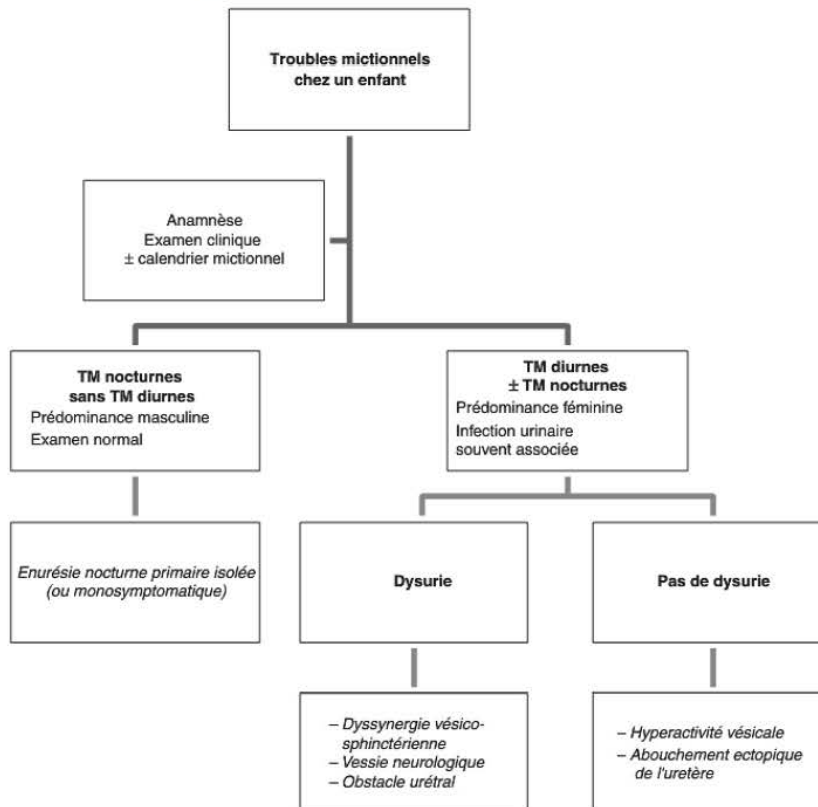 Troubles mictionnels
chez un enfant
Anamnèse
Examen clinique
± calendrier mictionnel
TM nocturnes
sans TM diurnes
Prédominance masculine
Examen normal
TM diurnes
± TM nocturnes
Prédominance féminine
Infection urinaire
souvent associée
Enurésie nocturne primaire isolée
(ou monosymptomatique)
Dysurie
Pas de dysurie
– Dyssynergie vésico-
sphinctérienne
– Vessie neurologique
– Obstacle urétral
– Hyperactivité vésicale
– Abouchement ectopique
de l'uretère